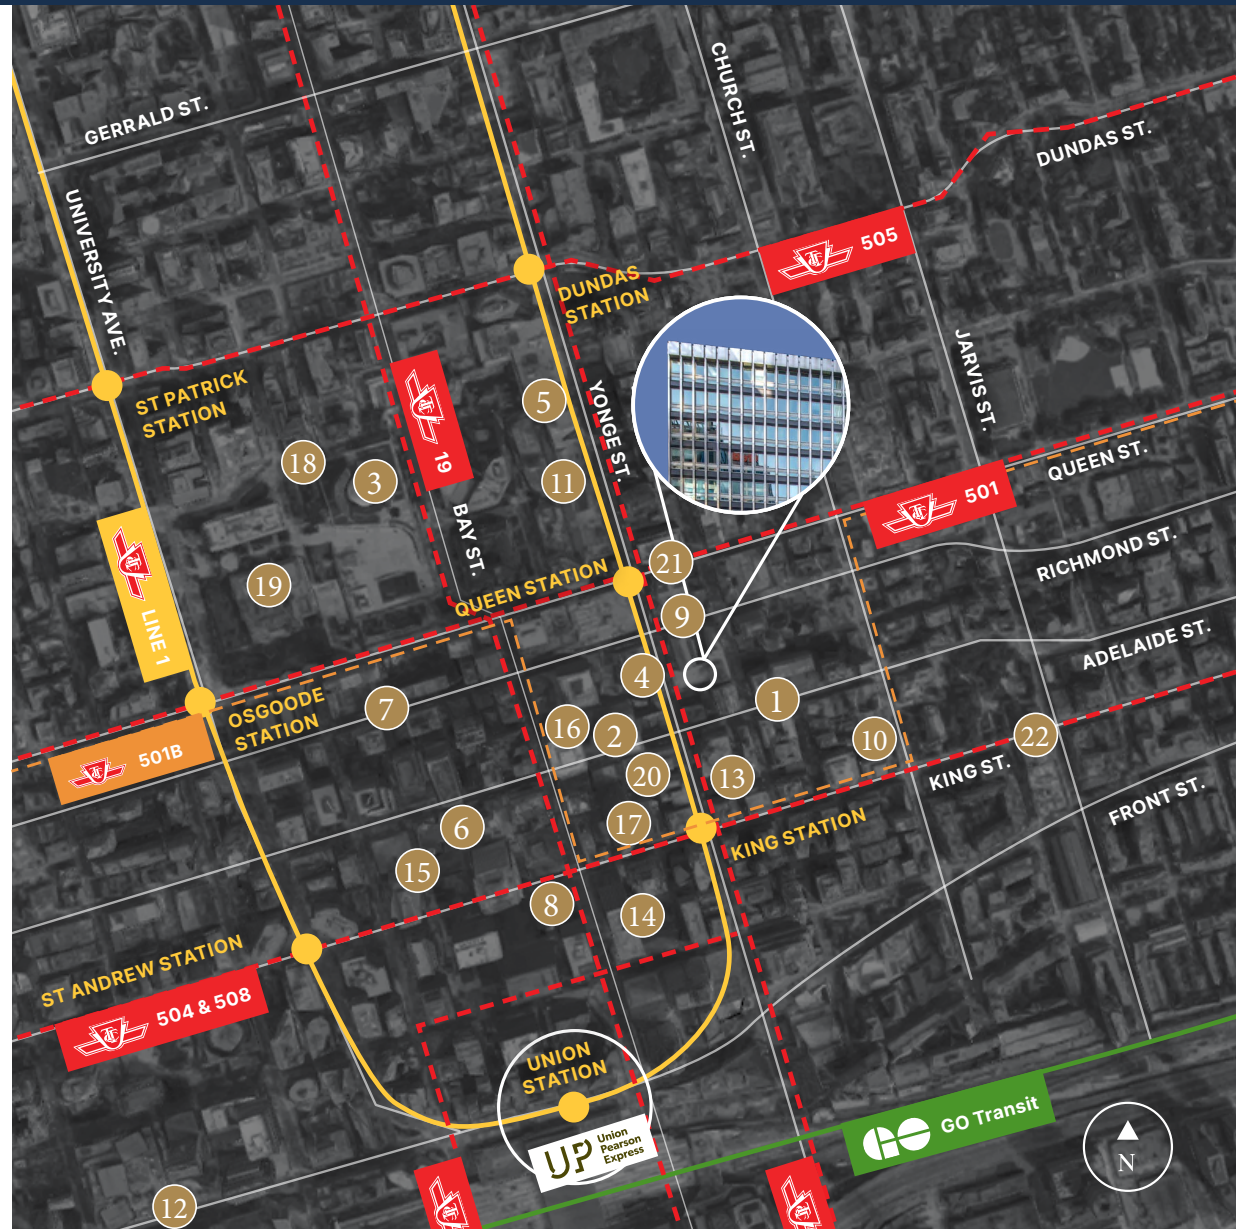 CHURCH ST.
GERRALD ST.
DUNDAS ST.
UNIVERSITY AVE.
505
DUNDAS
STATION
JARVIS ST.
ST PATRICK
STATION
19
5
YONGE ST.
18
3
11
QUEEN ST.
501
BAY ST.
RICHMOND ST.
21
QUEEN STATION
19
9
LINE 1
ADELAIDE ST.
4
1
OSGOODE
STATION
7
16
2
10
22
501B
20
13
KING ST.
FRONT ST.
6
17
KING STATION
15
8
14
ST ANDREW STATION
504 & 508
UNION
STATION
UP
Union
Pearson
Express
GO Transit
N
12